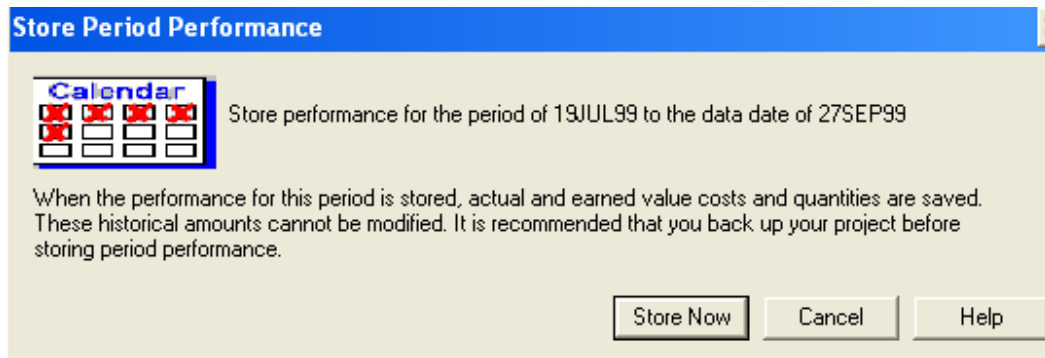 Store Period Performance
Calendar
Store performance for the period of 19JUL99 to the data date of 27SEP99
When the performance for this period is stored, actual and earned value costs and quantities are saved.
These historical amounts cannot be modified. It is recommended that you back up your project before
storing period performance.
Store Now
Cancel
Help